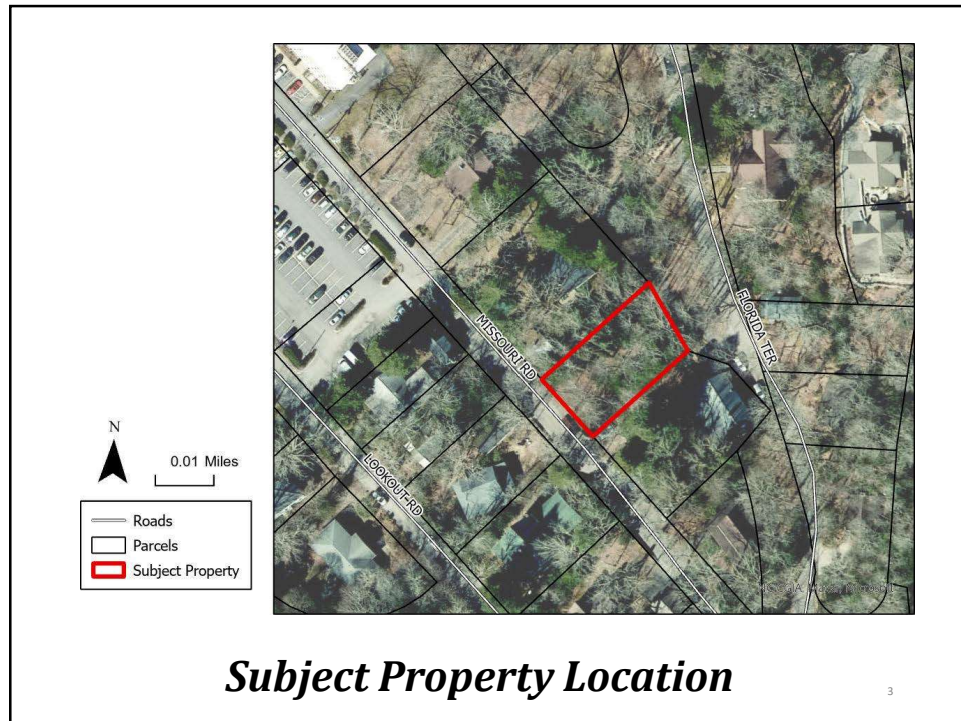 MISSOURI RD
FLORIDA TER
LOOKOUT RD
N
0.01 Miles
Roads
Parcels
Subject Property
Subject Property Location
3